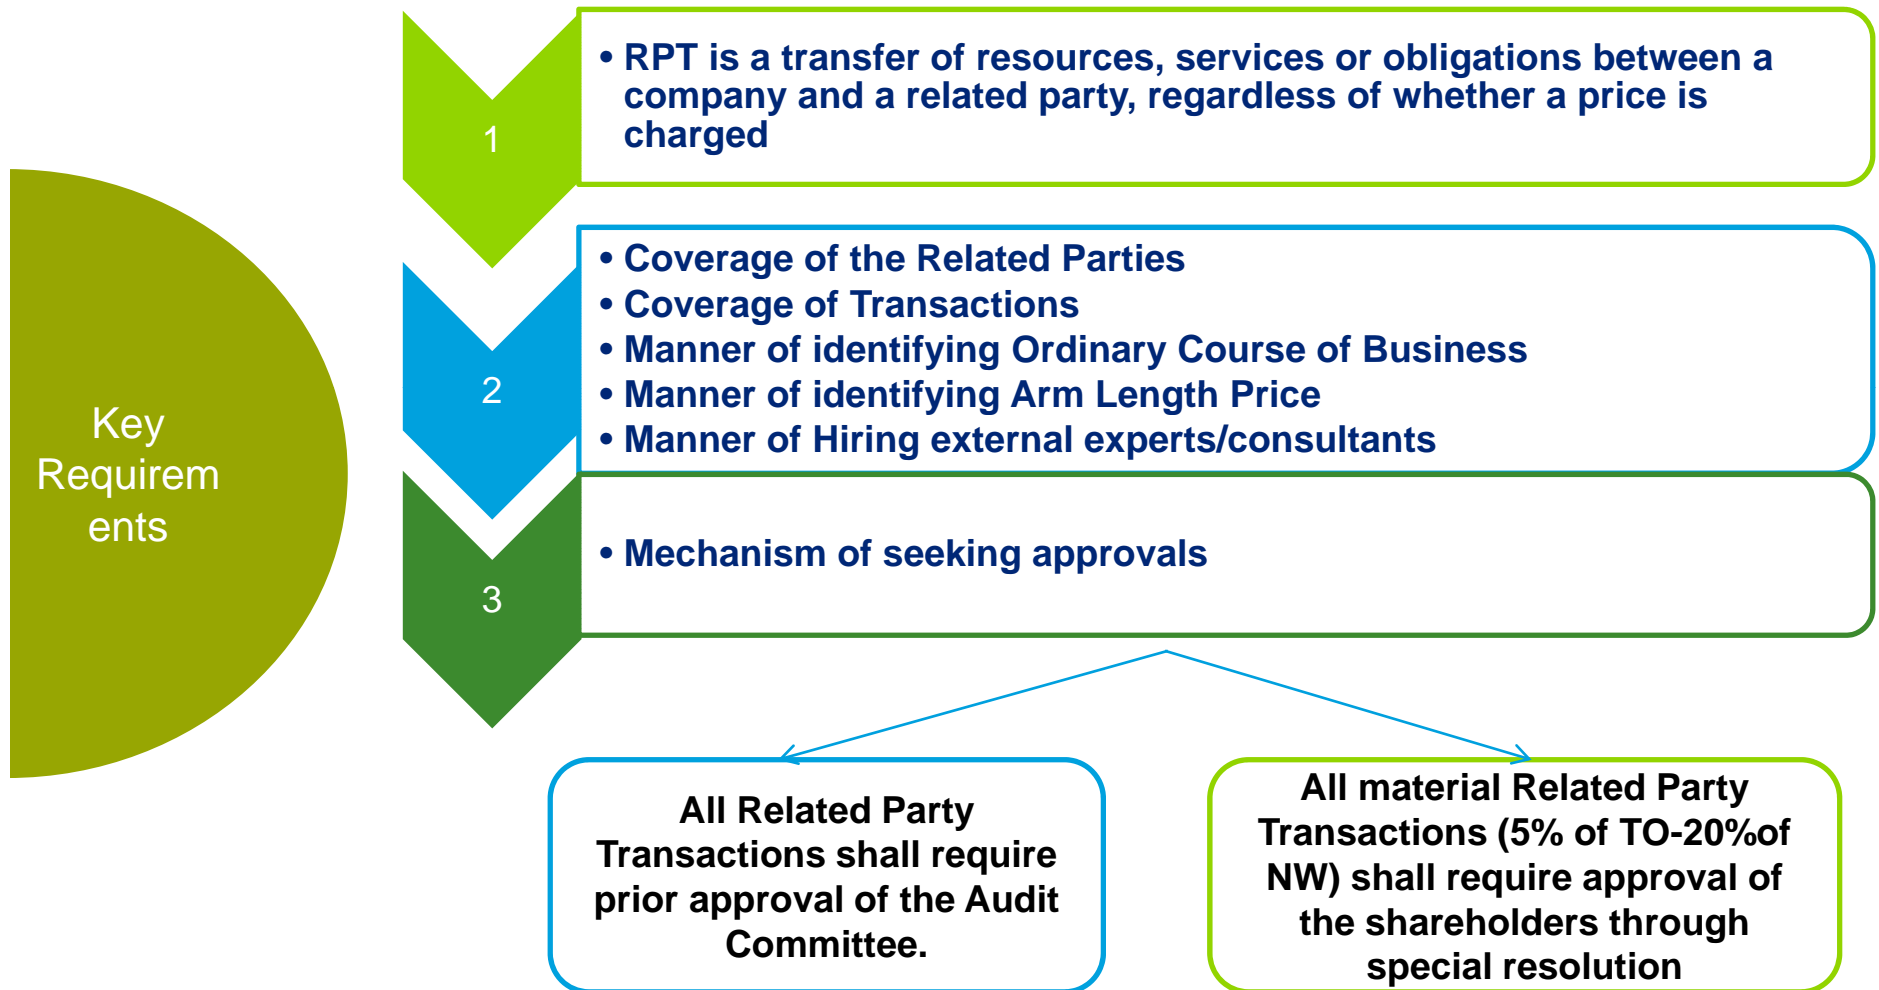 Key
Requirem
ents
1
• RPT is a transfer of resources, services or obligations between a
company and a related party, regardless of whether a price is
charged
2
• Coverage of the Related Parties
• Coverage of Transactions
• Manner of identifying Ordinary Course of Business
• Manner of identifying Arm Length Price
• Manner of Hiring external experts/consultants
3
• Mechanism of seeking approvals
All Related Party
Transactions shall require
prior approval of the Audit
Committee.
All material Related Party
Transactions (5% of TO-20%of
NW) shall require approval of
the shareholders through
special resolution